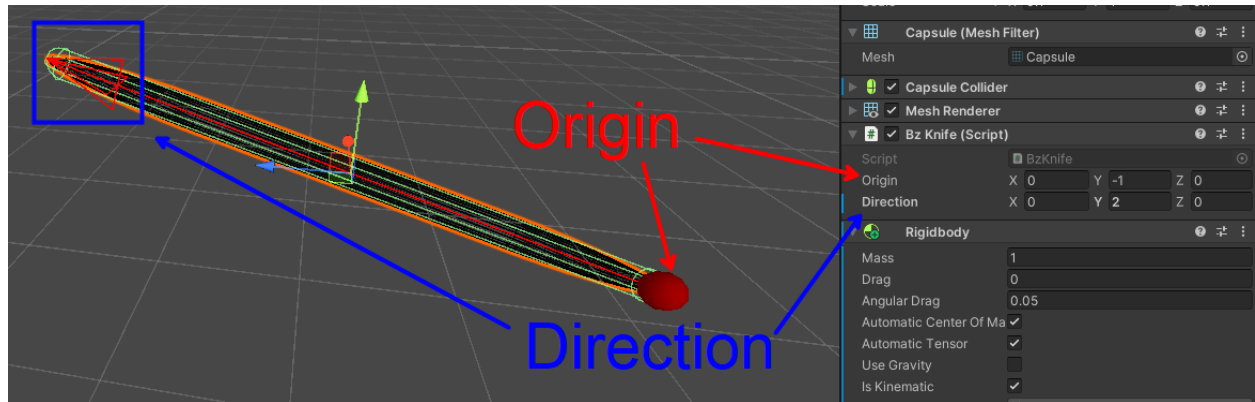 Capsule (Mesh Filter)
Mesh Capsule
Capsule Collider
Mesh Renderer
Bz Knife (Script)
Script BzKnife
Origin X 0 Y -1 Z 0
Direction X 0 Y 2 Z 0
Rigidbody
Mass 1
Drag 0
Angular Drag 0.05
Automatic Center Of Ma
Automatic Tensor
Use Gravity
Is Kinematic
Origin
Direction